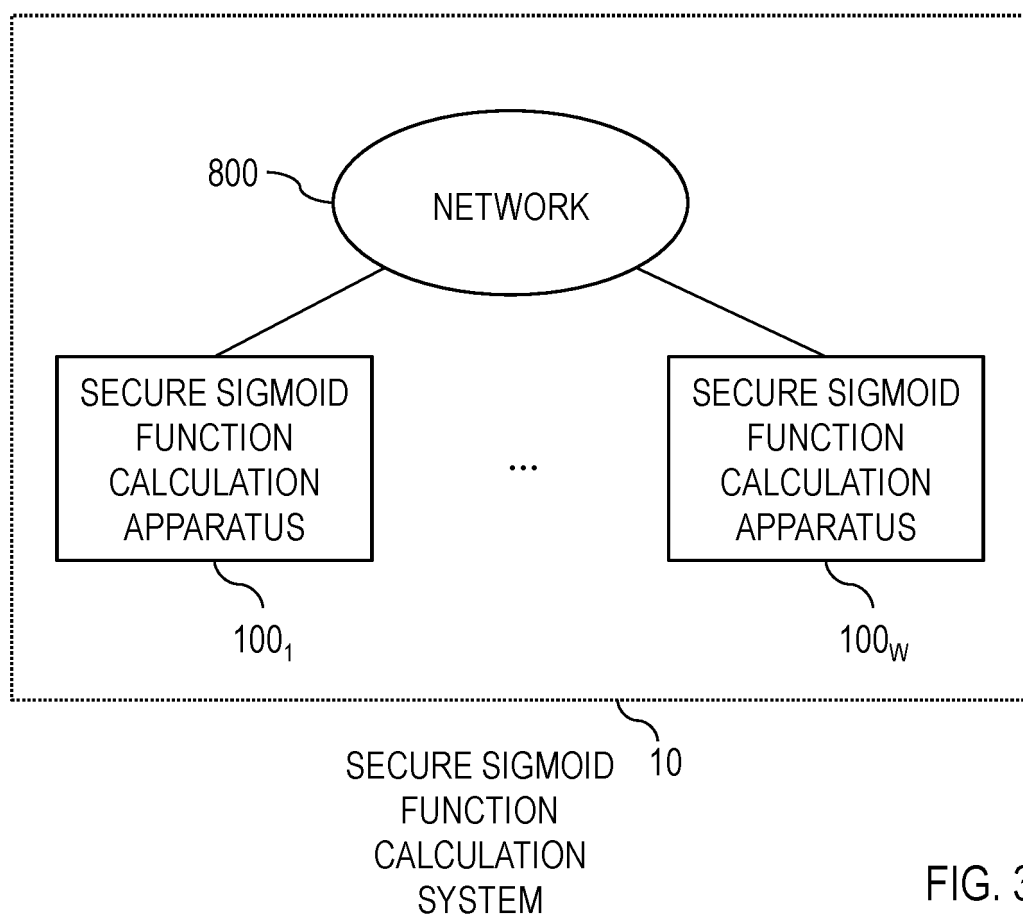 800
NETWORK
SECURE SIGMOID
FUNCTION
CALCULATION
APPARATUS
...
SECURE SIGMOID
FUNCTION
CALCULATION
APPARATUS
100₁
100W
10
SECURE SIGMOID
FUNCTION
CALCULATION
SYSTEM
FIG. 3